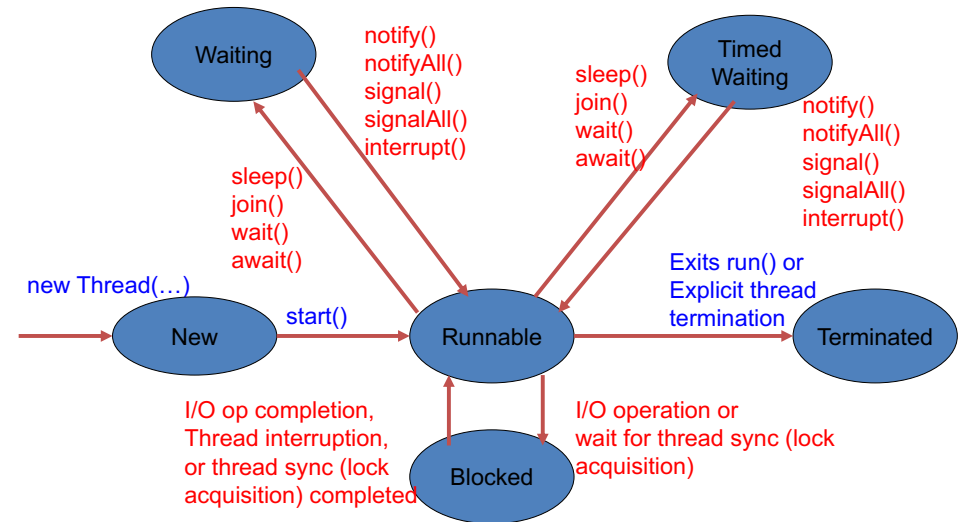 Waiting
notify()
notifyAll()
signal()
signalAll()
interrupt()
sleep()
join()
wait()
await()
Timed
Waiting
sleep()
join()
wait()
await()
notify()
notifyAll()
signal()
signalAll()
interrupt()
new Thread(…)
New
start()
Runnable
Exits run() or
Explicit thread
termination
Terminated
I/O op completion,
Thread interruption,
or thread sync (lock
acquisition) completed
Blocked
I/O operation or
wait for thread sync (lock
acquisition)